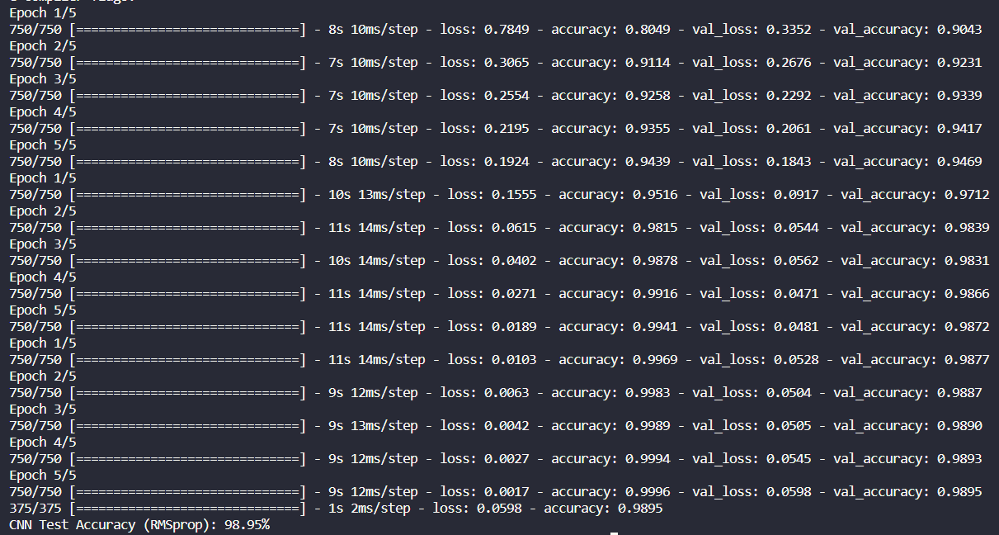 Epoch 1/5
750/750 [==============================] - 8s 10ms/step - loss: 0.7849 - accuracy: 0.8049 - val_loss: 0.3352 - val_accuracy: 0.9043
Epoch 2/5
750/750 [==============================] - 7s 10ms/step - loss: 0.3065 - accuracy: 0.9114 - val_loss: 0.2676 - val_accuracy: 0.9231
Epoch 3/5
750/750 [==============================] - 7s 10ms/step - loss: 0.2554 - accuracy: 0.9258 - val_loss: 0.2292 - val_accuracy: 0.9339
Epoch 4/5
750/750 [==============================] - 7s 10ms/step - loss: 0.2195 - accuracy: 0.9355 - val_loss: 0.2061 - val_accuracy: 0.9417
Epoch 5/5
750/750 [==============================] - 8s 10ms/step - loss: 0.1924 - accuracy: 0.9439 - val_loss: 0.1843 - val_accuracy: 0.9469
Epoch 1/5
750/750 [==============================] - 10s 13ms/step - loss: 0.1555 - accuracy: 0.9516 - val_loss: 0.0917 - val_accuracy: 0.9712
Epoch 2/5
750/750 [==============================] - 11s 14ms/step - loss: 0.0615 - accuracy: 0.9815 - val_loss: 0.0544 - val_accuracy: 0.9839
Epoch 3/5
750/750 [==============================] - 10s 14ms/step - loss: 0.0402 - accuracy: 0.9878 - val_loss: 0.0562 - val_accuracy: 0.9831
Epoch 4/5
750/750 [==============================] - 11s 14ms/step - loss: 0.0271 - accuracy: 0.9916 - val_loss: 0.0471 - val_accuracy: 0.9866
Epoch 5/5
750/750 [==============================] - 11s 14ms/step - loss: 0.0189 - accuracy: 0.9941 - val_loss: 0.0481 - val_accuracy: 0.9872
Epoch 1/5
750/750 [==============================] - 11s 14ms/step - loss: 0.0103 - accuracy: 0.9969 - val_loss: 0.0528 - val_accuracy: 0.9877
Epoch 2/5
750/750 [==============================] - 9s 12ms/step - loss: 0.0063 - accuracy: 0.9983 - val_loss: 0.0504 - val_accuracy: 0.9887
Epoch 3/5
750/750 [==============================] - 9s 13ms/step - loss: 0.0042 - accuracy: 0.9989 - val_loss: 0.0505 - val_accuracy: 0.9890
Epoch 4/5
750/750 [==============================] - 9s 12ms/step - loss: 0.0027 - accuracy: 0.9994 - val_loss: 0.0545 - val_accuracy: 0.9893
Epoch 5/5
750/750 [==============================] - 9s 12ms/step - loss: 0.0017 - accuracy: 0.9996 - val_loss: 0.0598 - val_accuracy: 0.9895
375/375 [==============================] - 1s 2ms/step - loss: 0.0598 - accuracy: 0.9895
CNN Test Accuracy (RMSprop): 98.95%